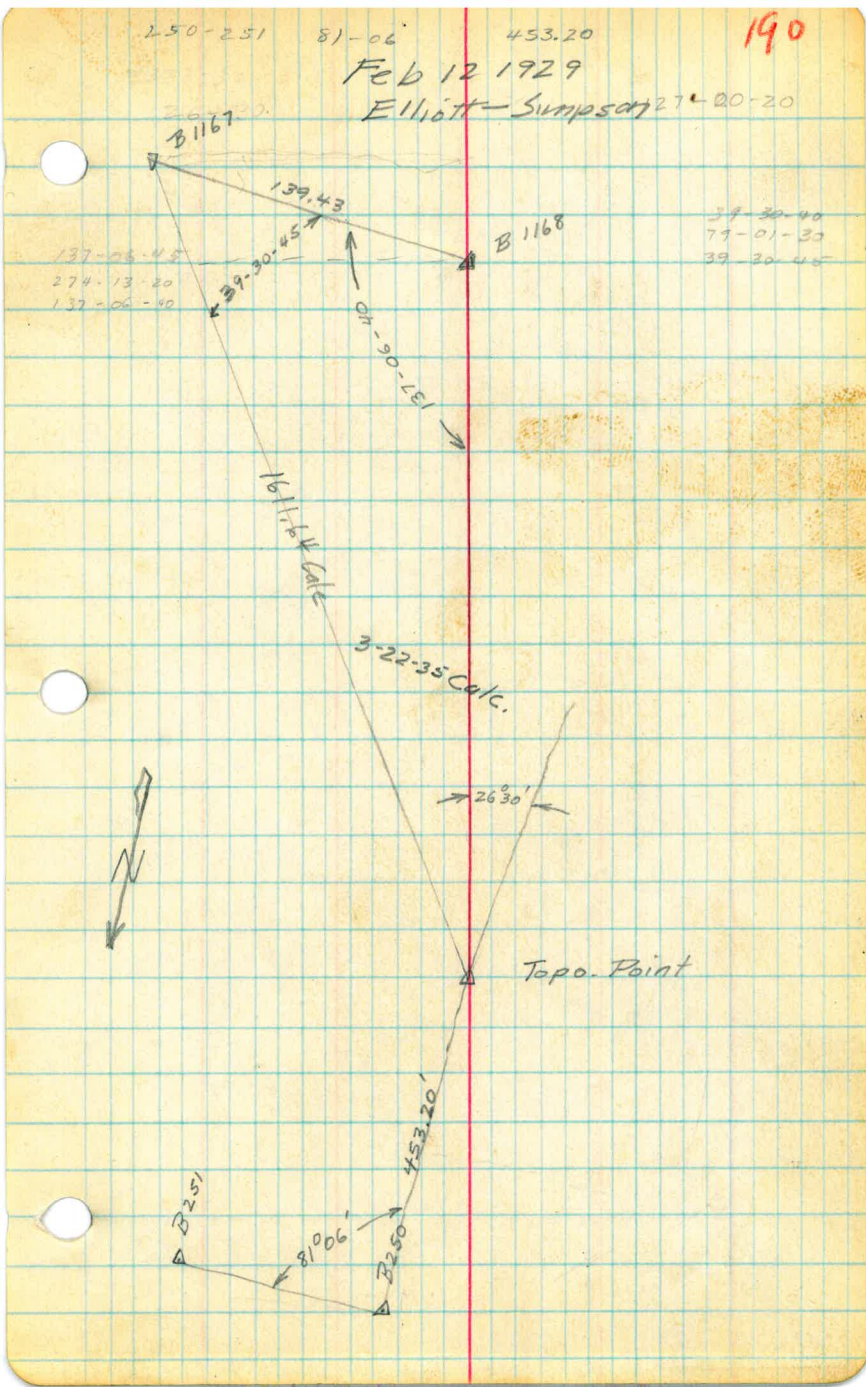 250-251 81-06 453.20 190
Feb 12 1929
Elliott-Simpson 27-00-20
B 1167
139.43
B 1168
39-30-45
39-30-40
79-01-30
39-30-45
137-06-45
274-13-20
137-06-40
137-06-40
1611.64 Calc
3-22-35 Calc.
26°30'
N
Topo. Point
453.20'
B251
81°06'
B250